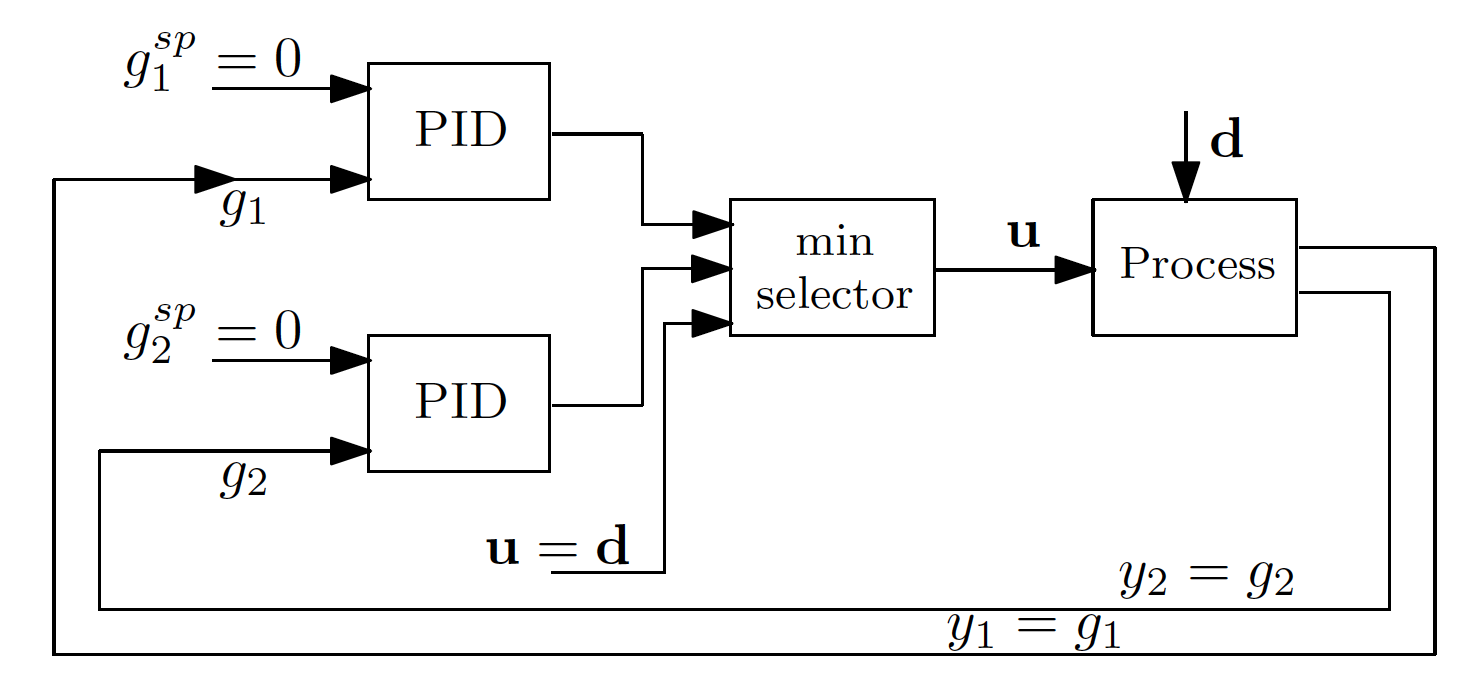 g_1^{sp} = 0
PID
g_1
d
u
min
selector
Process
g_2^{sp} = 0
PID
g_2
u = d
y_2 = g_2
y_1 = g_1